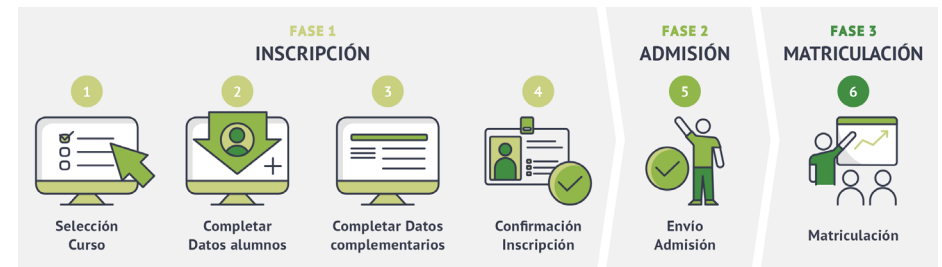 FASE 1
INSCRIPCIÓN
1
2
3
4
Selección
Curso
Completar
Datos alumnos
Completar Datos
complementarios
Confirmación
Inscripción
FASE 2
ADMISIÓN
5
Envío
Admisión
FASE 3
MATRICULACIÓN
6
Matriculación